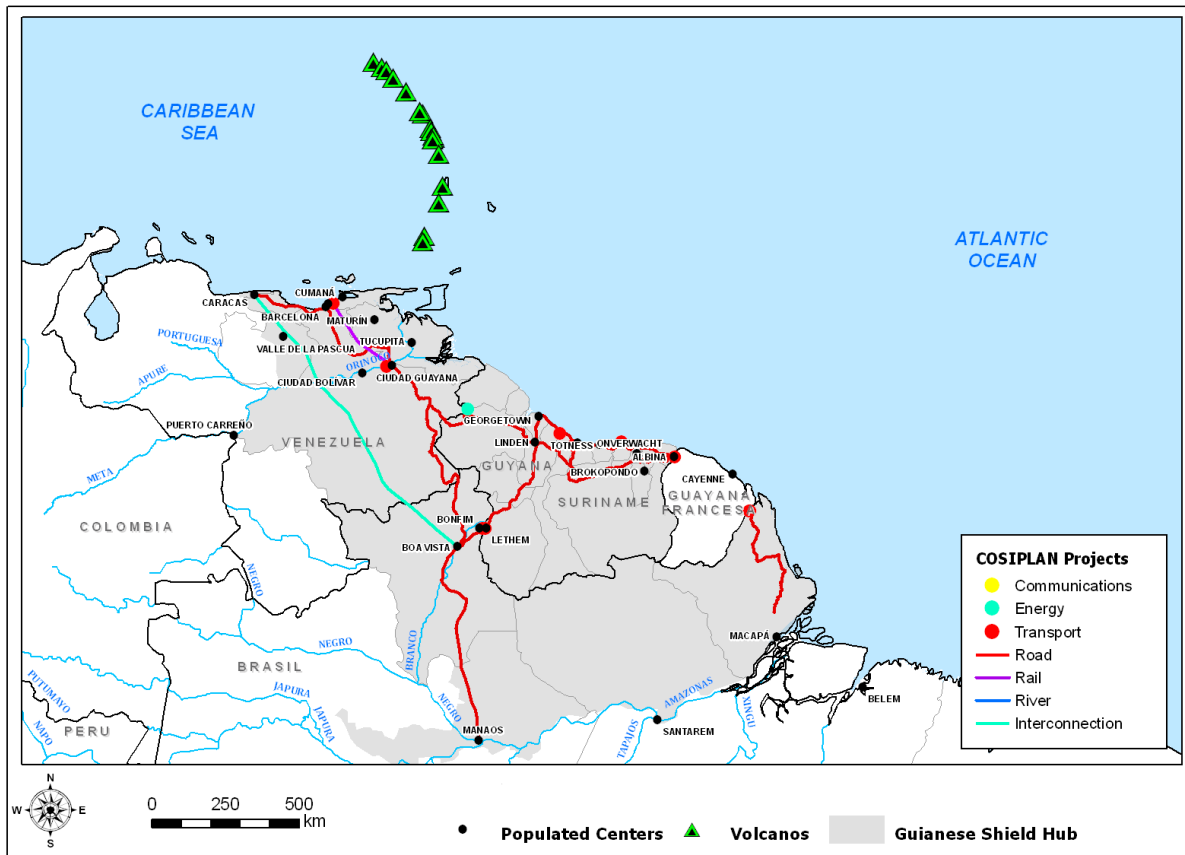 CARIBBEAN
SEA
ATLANTIC
OCEAN
CARACAS
CUMANÁ
BARCELONA
MATURÍN
PORTUGUESA
VALLE DE LA PASCUA
TUCUPITA
ORINOCO
APURE
CIUDAD BOLÍVAR
CIUDAD GUAYANA
PUERTO CARREÑO
VENEZUELA
GEORGETOWN
LINDEN
TOTNESS
ONVERWACHT
ALBINA
GUYANA
BROKOPONDO
CAYENNE
META
SURINAME
GUAYANA
FRANCESA
COLOMBIA
BONFIM
LETHEM
BOA VISTA
NEGRO
MACAPÁ
NEGRO
BRANCO
BRASIL
JAPURA
JAPURA
PUTUMAYO
NAPO
PERU
NEGRO
MANAOS
AMAZONAS
XINGU
TAPAJOS
SANTAREM
BELEM
COSIPLAN Projects
Communications
Energy
Transport
Road
Rail
River
Interconnection
N
W
E
S
0 250 500
km
Populated Centers
Volcanos
Guianese Shield Hub